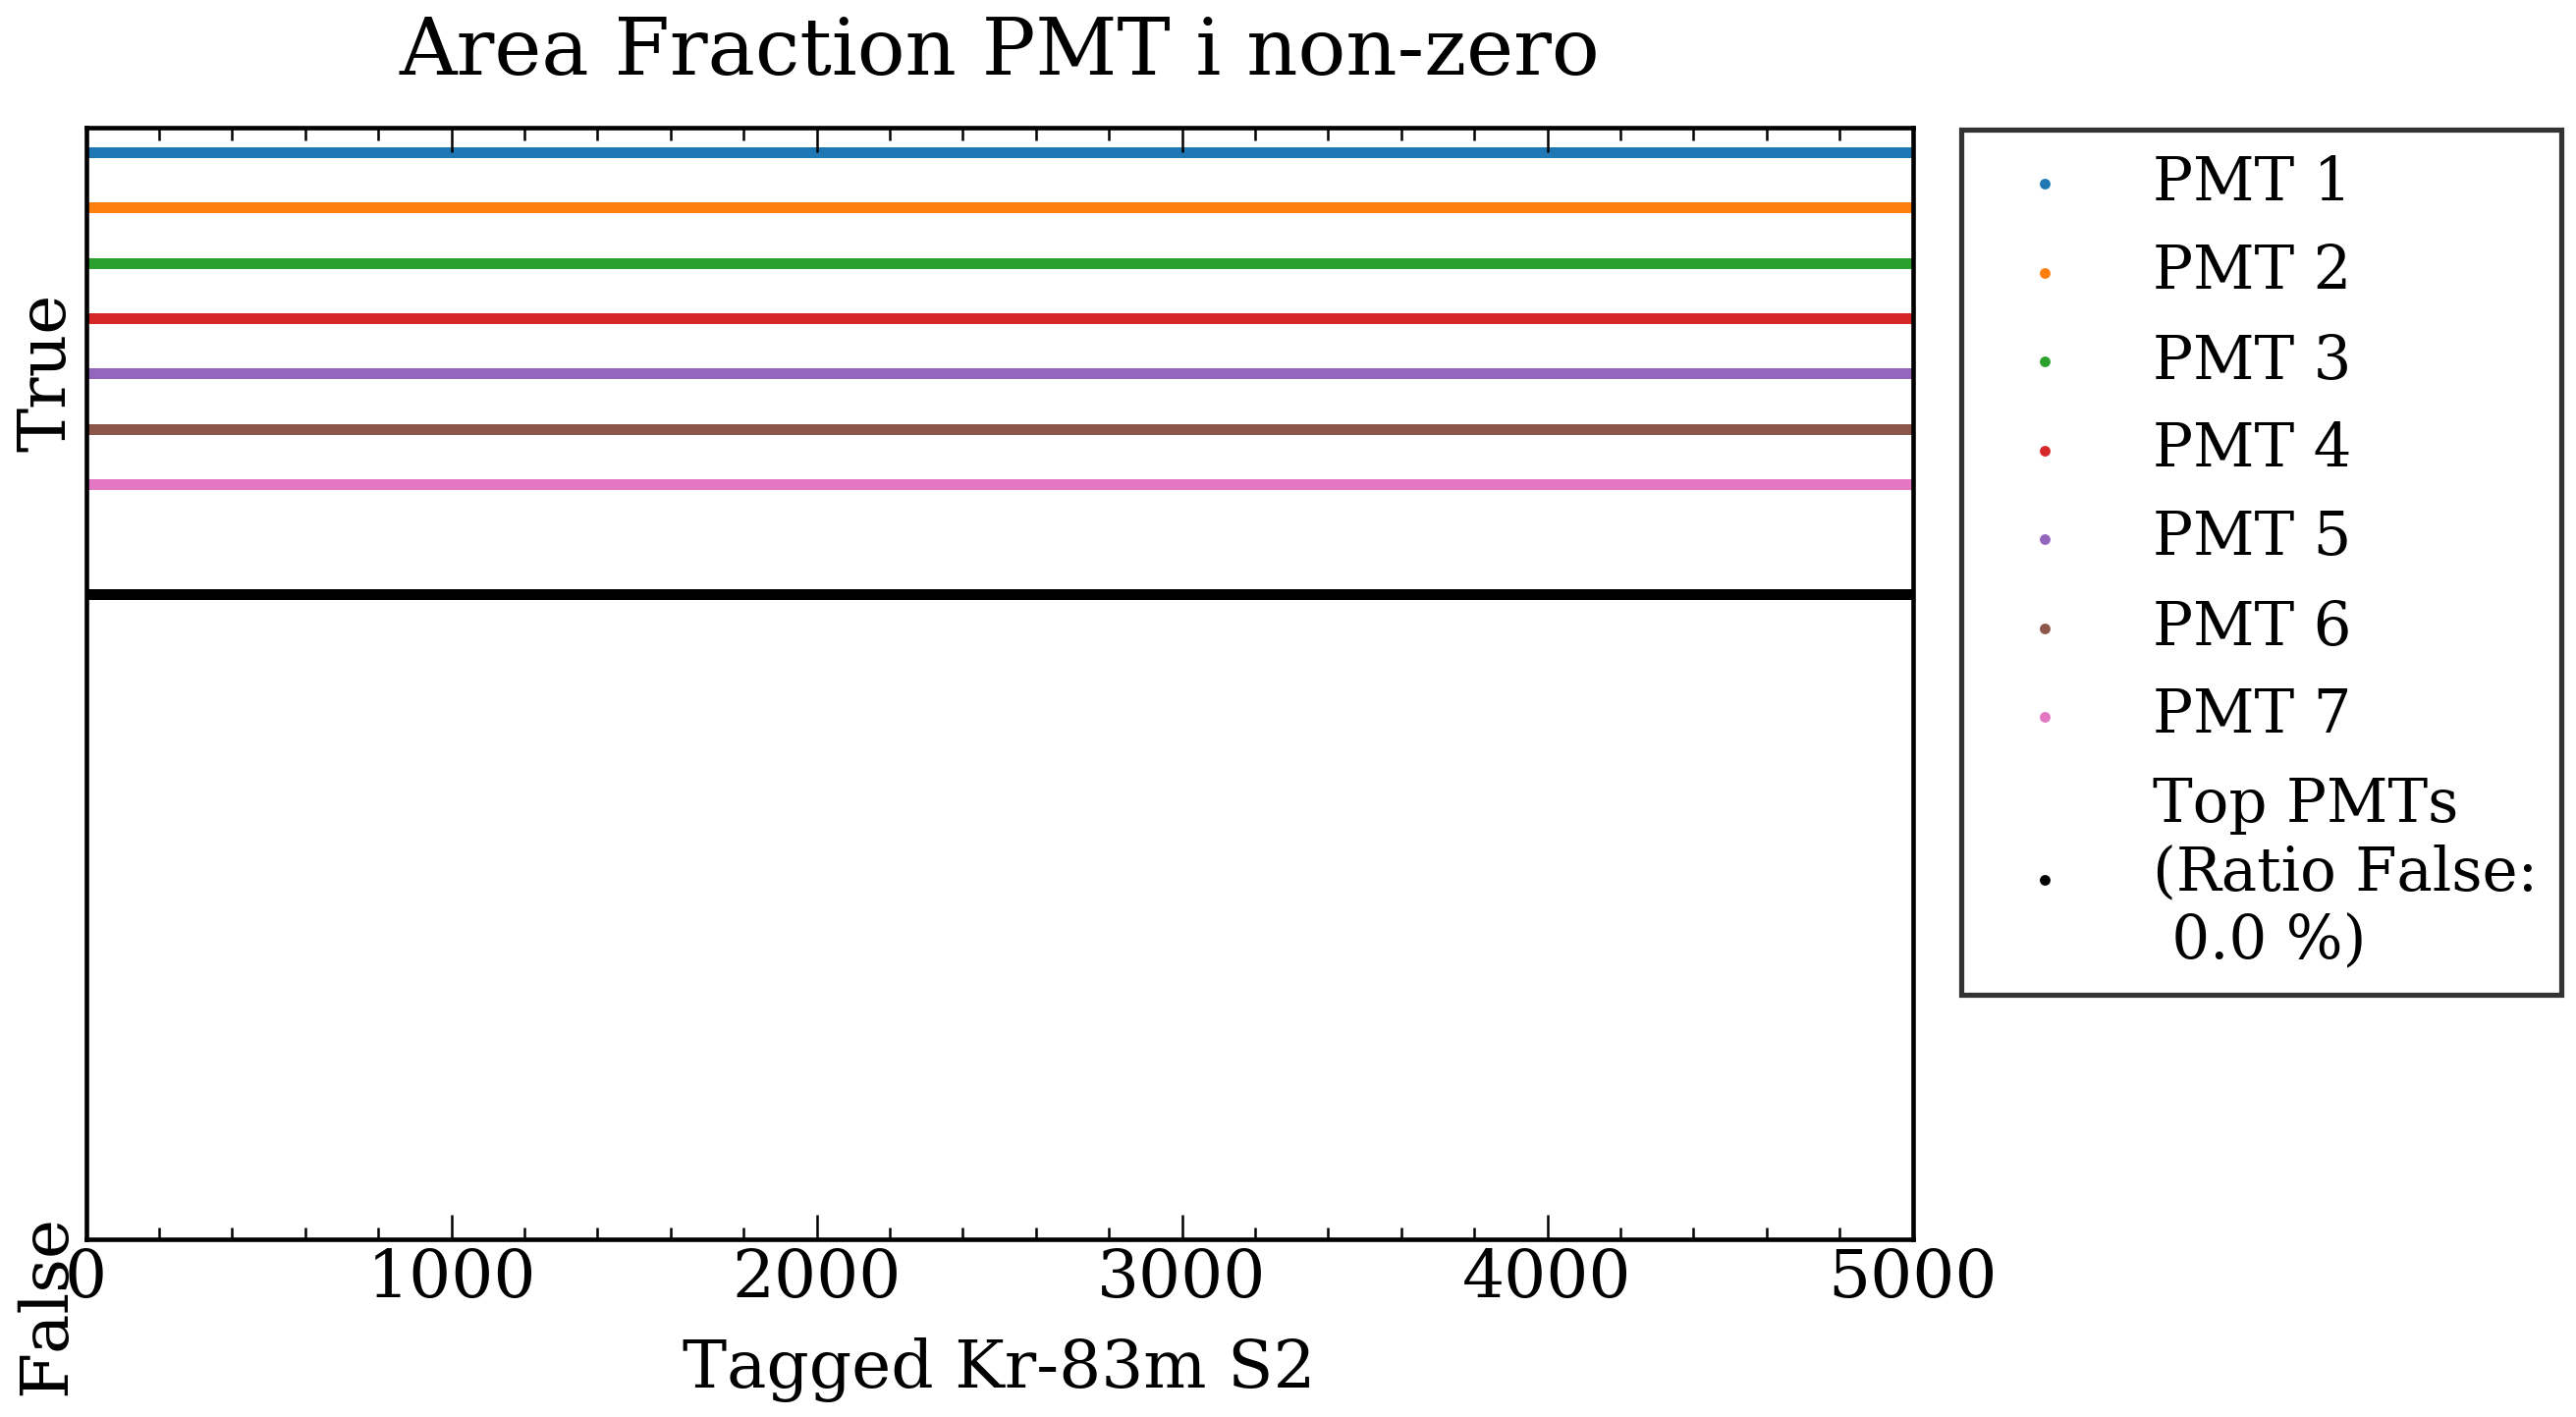 Area Fraction PMT i non-zero
True
False
0 1000 2000 3000 4000 5000
Tagged Kr-83m S2
PMT 1
PMT 2
PMT 3
PMT 4
PMT 5
PMT 6
PMT 7
Top PMTs
(Ratio False:
0.0 %)